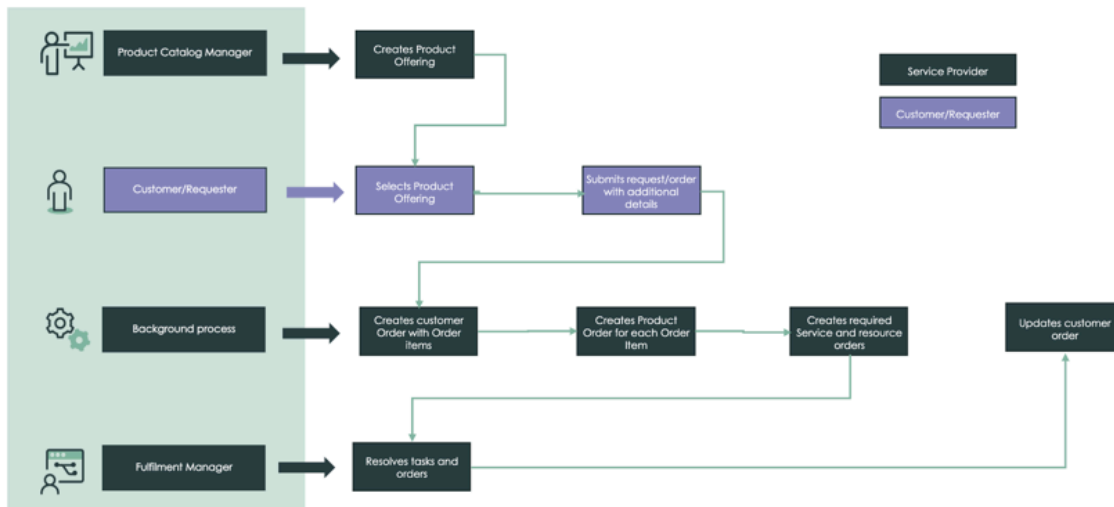 Product Catalog Manager
Creates Product
Offering
Service Provider
Customer/Requester
Customer/Requester
Selects Product
Offering
Submits request/order
with additional
details
Background process
Creates customer
Order with Order
items
Creates Product
Order for each Order
Item
Creates required
Service and resource
orders
Updates customer
order
Fulfilment Manager
Resolves tasks and
orders